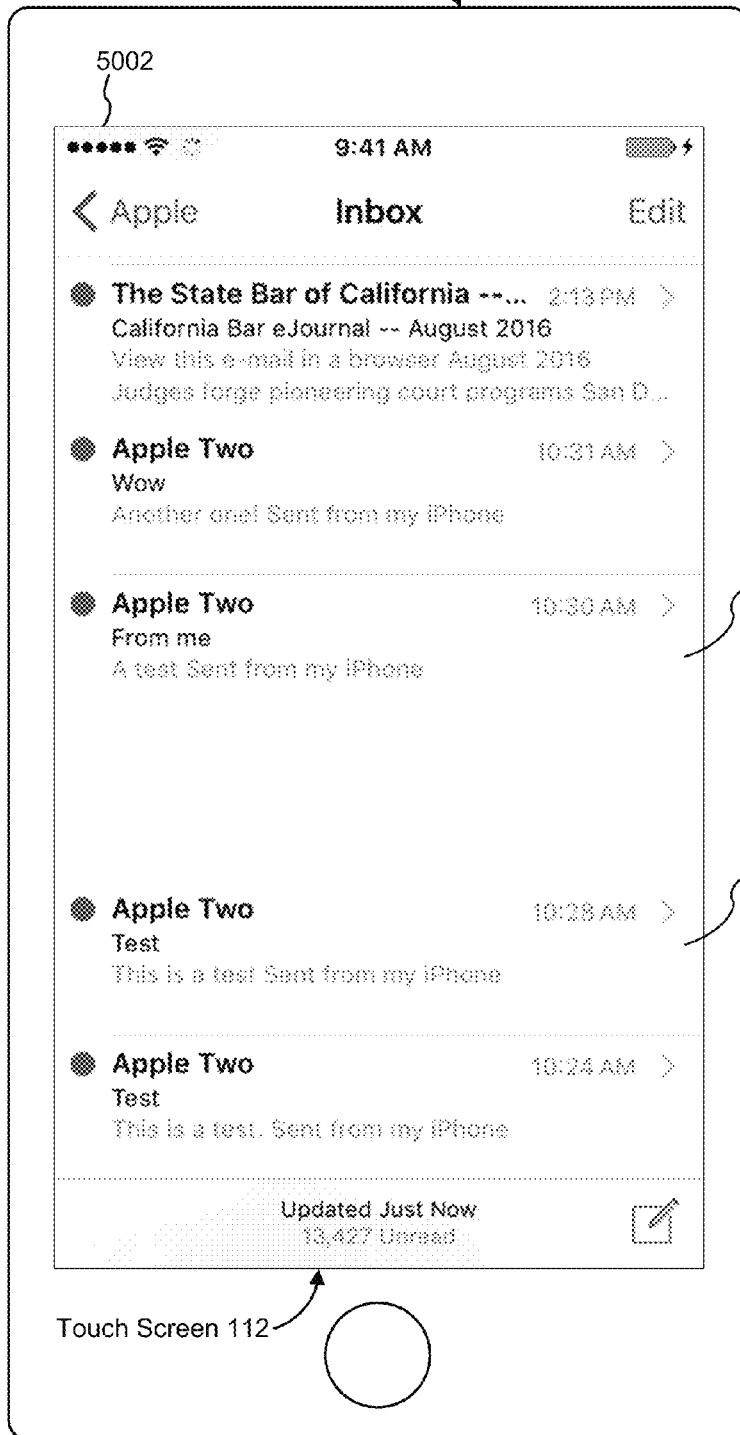 5002
9:41 AM
Apple Inbox Edit
The State Bar of California --... 2:13 PM
California Bar eJournal -- August 2016
View this e-mail in a browser August 2016
Judges forge pioneering court programs San D...
Apple Two 10:31 AM
Wow
Another one! Sent from my iPhone
Apple Two 10:30 AM
From me
A test Sent from my iPhone
Apple Two 10:28 AM
Test
This is a test Sent from my iPhone
Apple Two 10:24 AM
Test
This is a test. Sent from my iPhone
Updated Just Now
13,427 Unread
Touch Screen 112